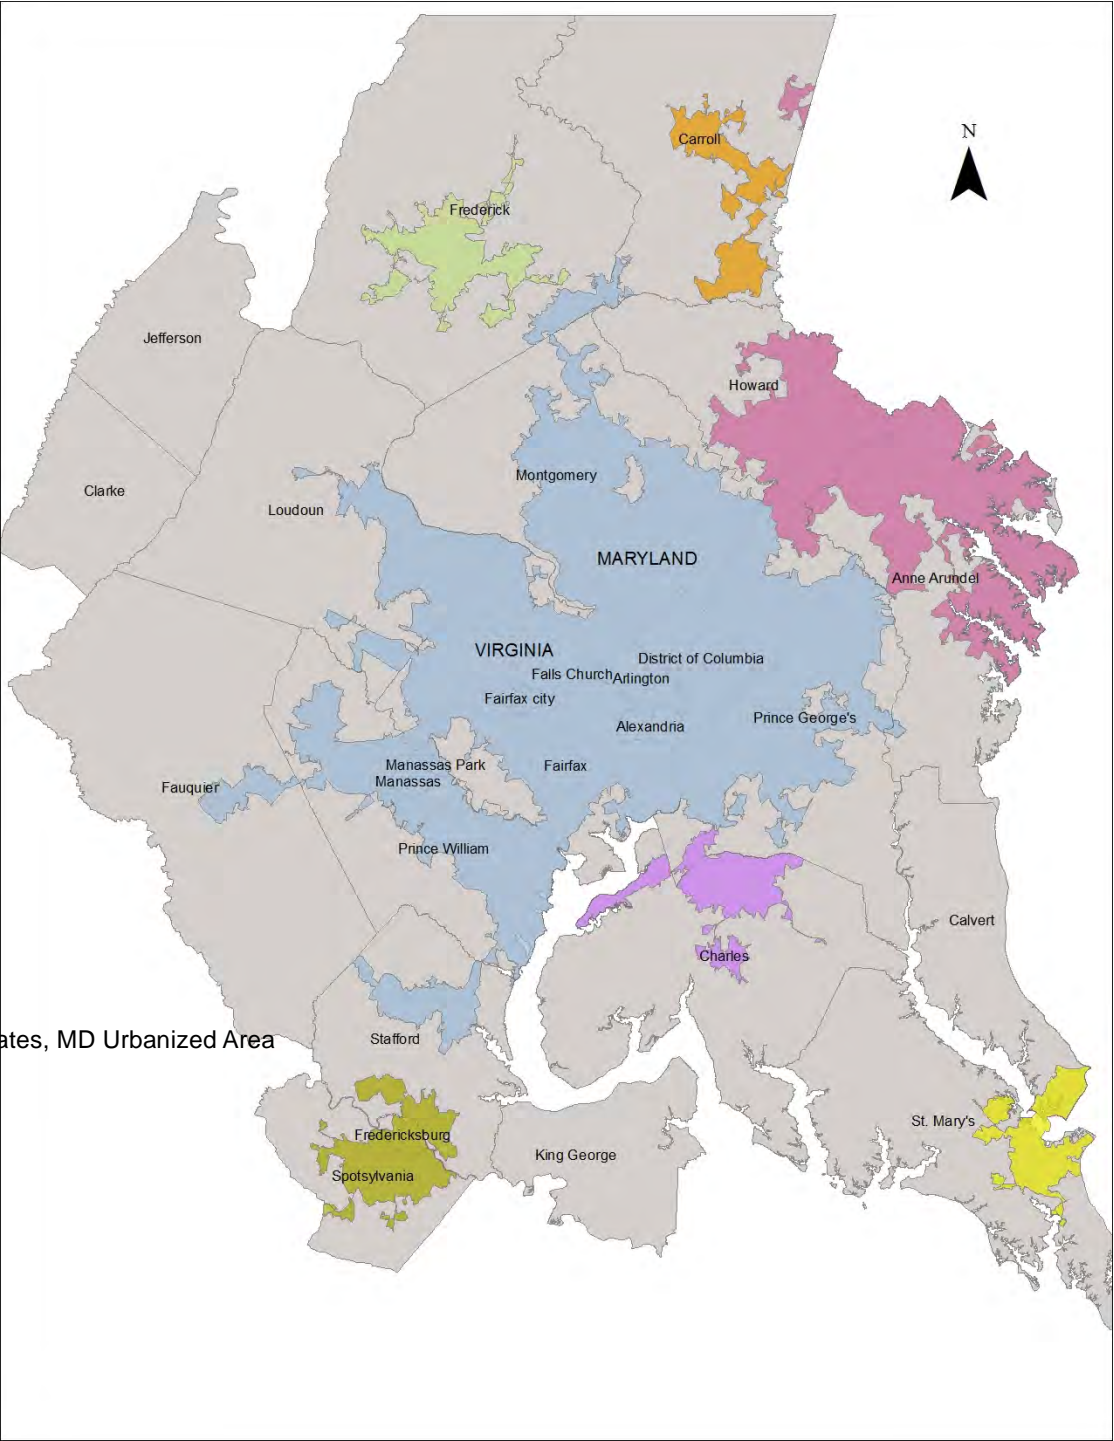 N
Carroll
Frederick
Jefferson
Howard
Montgomery
Clarke
Loudoun
MARYLAND
Anne Arundel
VIRGINIA
District of Columbia
Falls Church
Arlington
Fairfax city
Prince George's
Alexandria
Manassas Park
Fairfax
Manassas
Fauquier
Prince William
Calvert
Charles
ates, MD Urbanized Area
Stafford
St. Mary's
Fredericksburg
King George
Spotsylvania